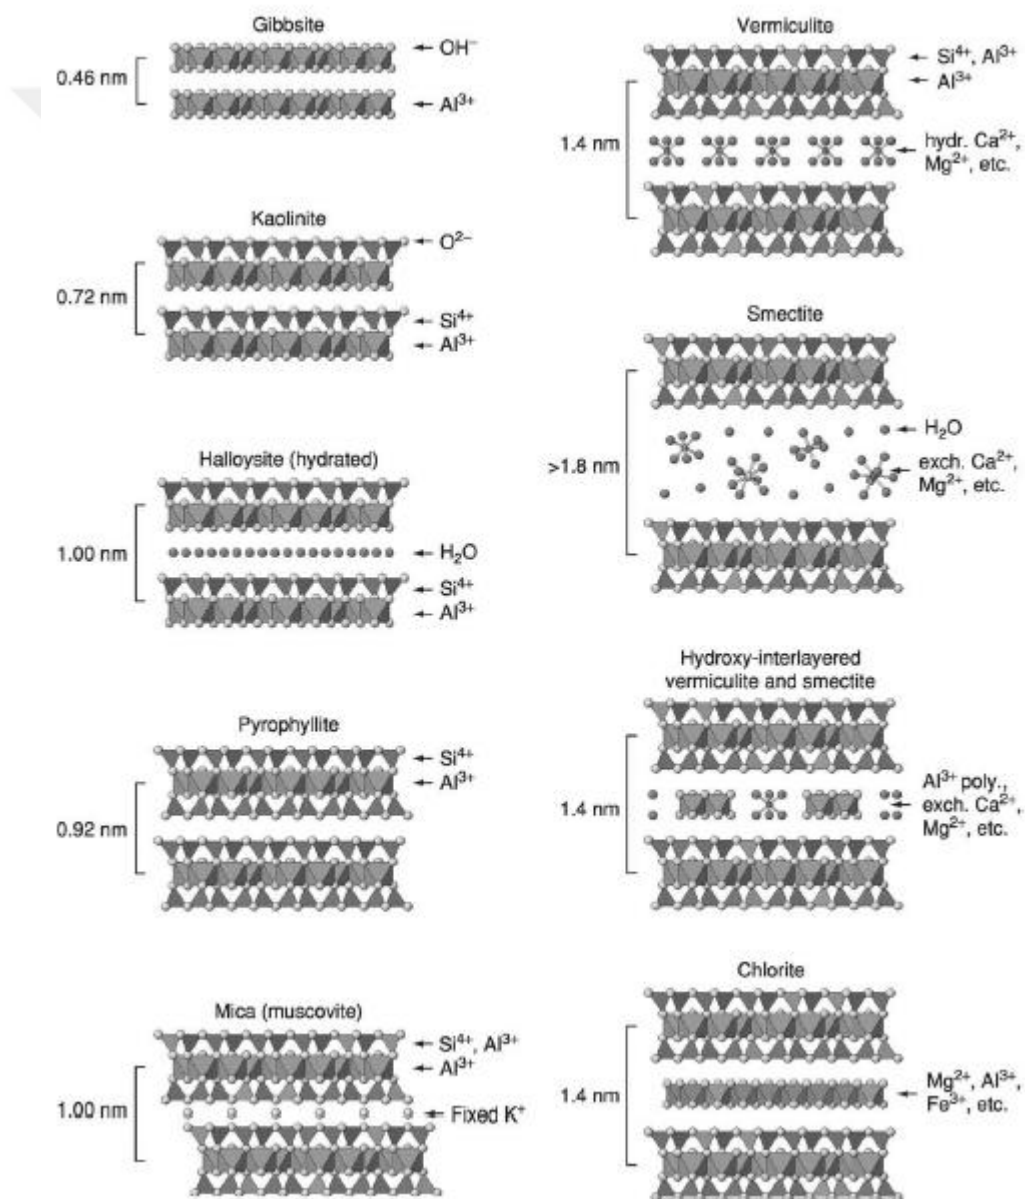 Gibbsite
OH⁻
0.46 nm
Al³⁺
Kaolinite
O²⁻
0.72 nm
Si⁴⁺
Al³⁺
Halloysite (hydrated)
1.00 nm
H₂O
Si⁴⁺
Al³⁺
Pyrophyllite
Si⁴⁺
Al³⁺
0.92 nm
Mica (muscovite)
Si⁴⁺, Al³⁺
Al³⁺
1.00 nm
Fixed K⁺
Vermiculite
Si⁴⁺, Al³⁺
Al³⁺
1.4 nm
hydr. Ca²⁺,
Mg²⁺, etc.
Smectite
H₂O
>1.8 nm
exch. Ca²⁺,
Mg²⁺, etc.
Hydroxy-interlayered
vermiculite and smectite
Al³⁺ poly.,
1.4 nm
exch. Ca²⁺,
Mg²⁺, etc.
Chlorite
1.4 nm
Mg²⁺, Al³⁺,
Fe³⁺, etc.